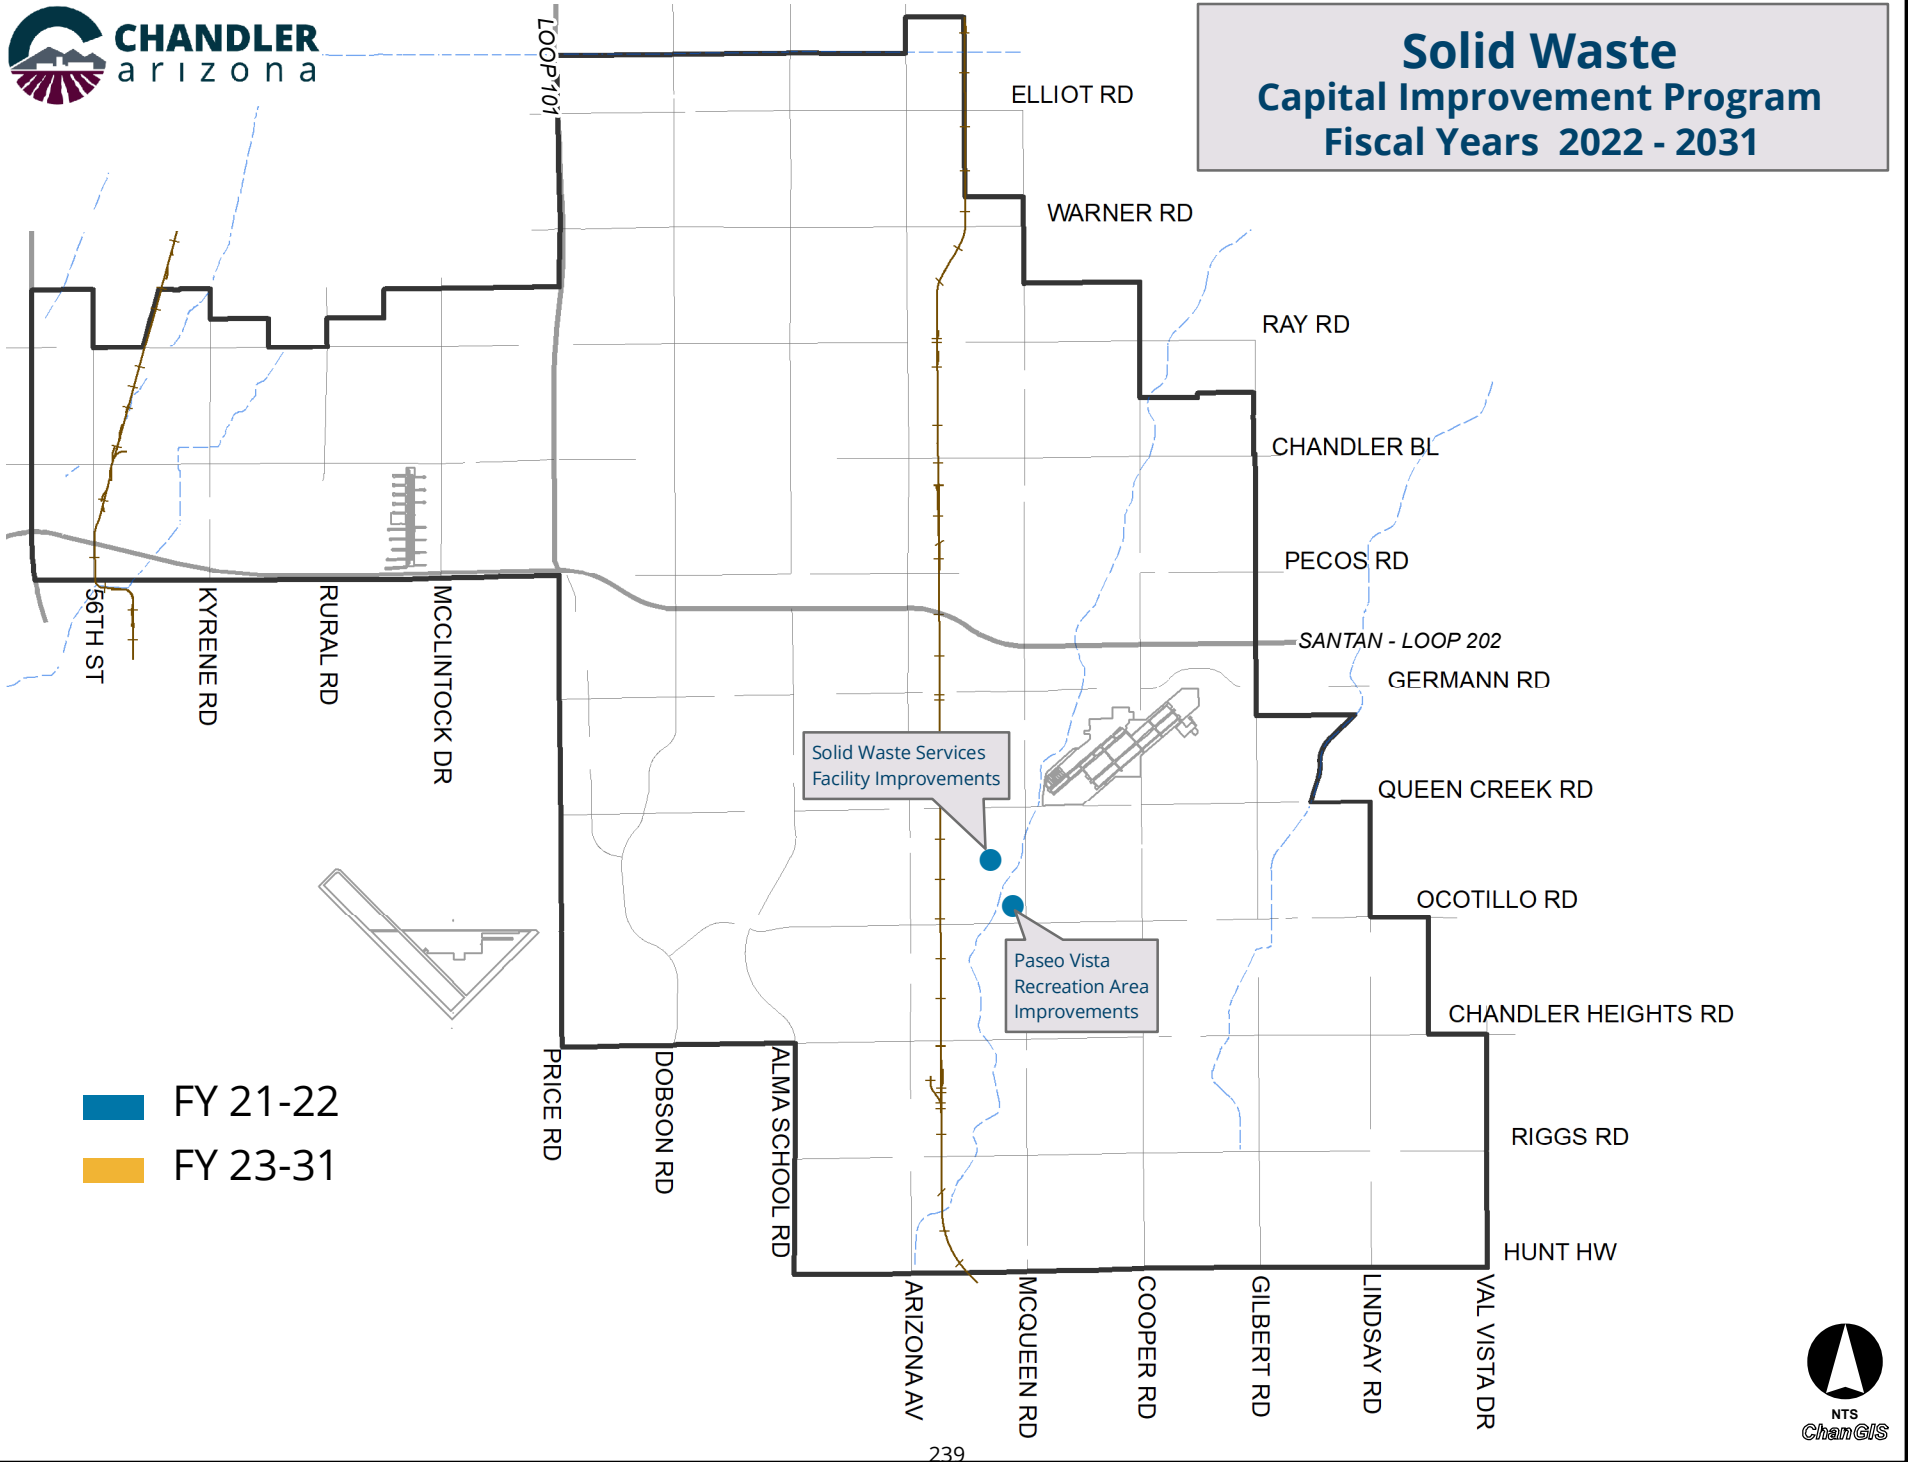 CHANDLER
arizona
Solid Waste
Capital Improvement Program
Fiscal Years 2022 - 2031
LOOP 101
ELLIOT RD
WARNER RD
RAY RD
CHANDLER BL
PECOS RD
SANTAN - LOOP 202
GERMANN RD
56TH ST
KYRENE RD
RURAL RD
MCCLINTOCK DR
Solid Waste Services
Facility Improvements
QUEEN CREEK RD
OCOTILLO RD
Paseo Vista
Recreation Area
Improvements
CHANDLER HEIGHTS RD
PRICE RD
DOBSON RD
ALMA SCHOOL RD
FY 21-22
FY 23-31
RIGGS RD
HUNT HW
ARIZONA AV
MCQUEEN RD
COOPER RD
GILBERT RD
LINDSAY RD
VAL VISTA DR
NTS
ChanGIS
239